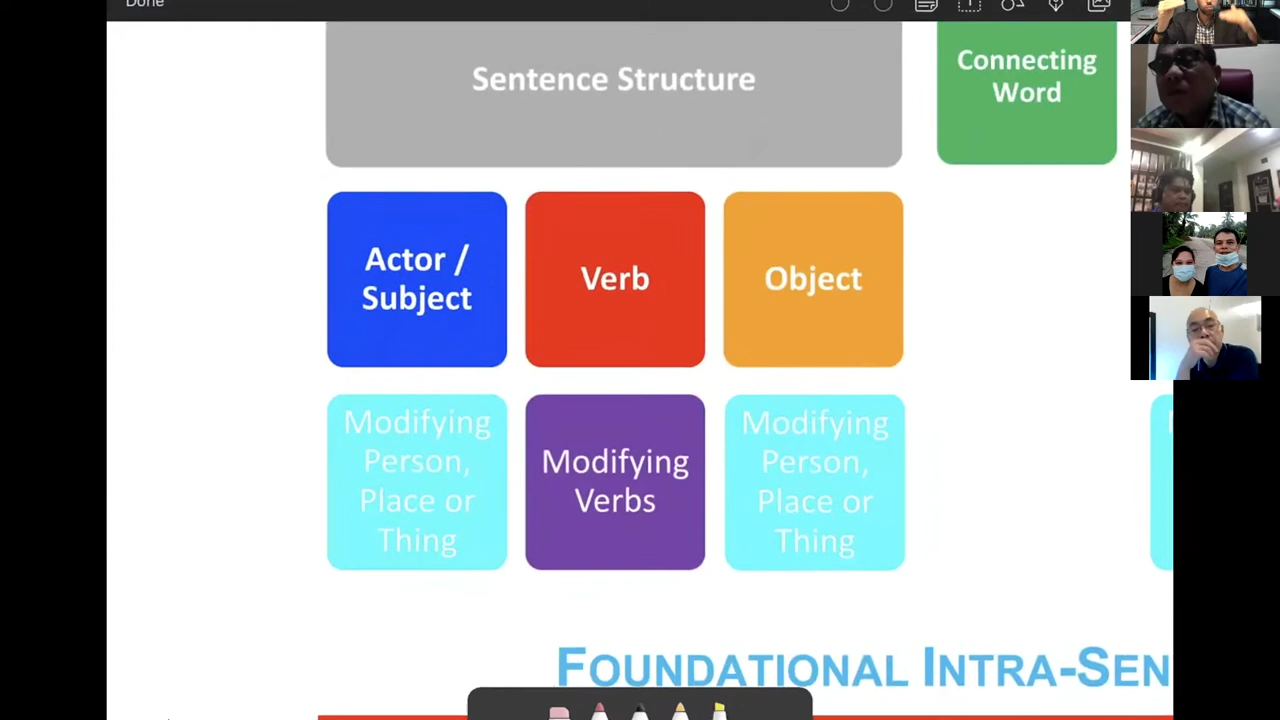 Done
Sentence Structure
Connecting
Word
Actor /
Subject
Verb
Object
Modifying
Person,
Place or
Thing
Modifying
Verbs
Modifying
Person,
Place or
Thing
FOUNDATIONAL INTRA-SEN